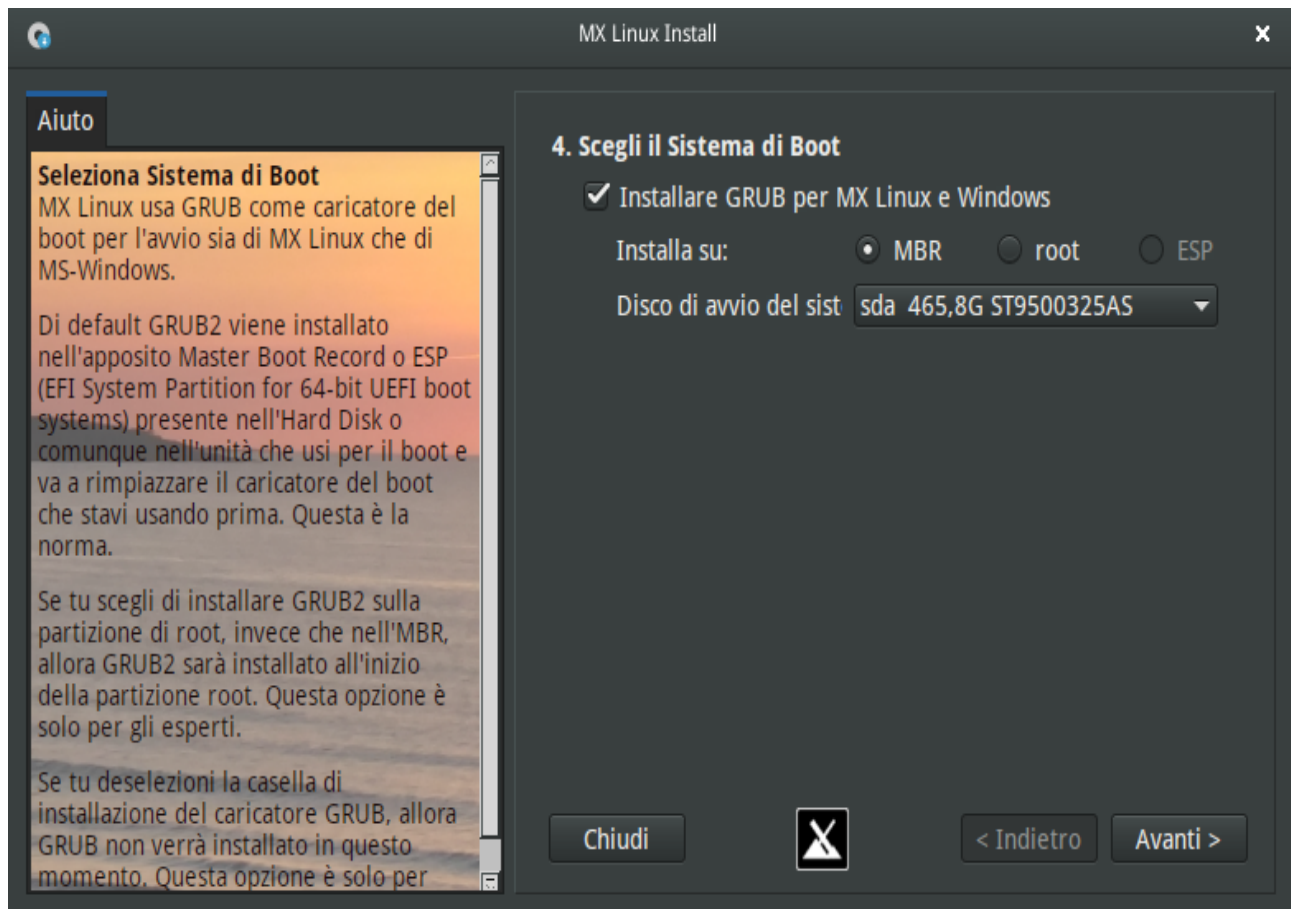 MX Linux Install
Aiuto
Seleziona Sistema di Boot
MX Linux usa GRUB come caricatore del
boot per l'avvio sia di MX Linux che di
MS-Windows.
Di default GRUB2 viene installato
nell'apposito Master Boot Record o ESP
(EFI System Partition for 64-bit UEFI boot
systems) presente nell'Hard Disk o
comunque nell'unità che usi per il boot e
va a rimpiazzare il caricatore del boot
che stavi usando prima. Questa è la
norma.
Se tu scegli di installare GRUB2 sulla
partizione di root, invece che nell'MBR,
allora GRUB2 sarà installato all'inizio
della partizione root. Questa opzione è
solo per gli esperti.
Se tu deselezioni la casella di
installazione del caricatore GRUB, allora
GRUB non verrà installato in questo
momento. Questa opzione è solo per
4. Scegli il Sistema di Boot
Installare GRUB per MX Linux e Windows
Installa su: MBR root ESP
Disco di avvio del sist sda 465,8G ST9500325AS
Chiudi < Indietro Avanti >